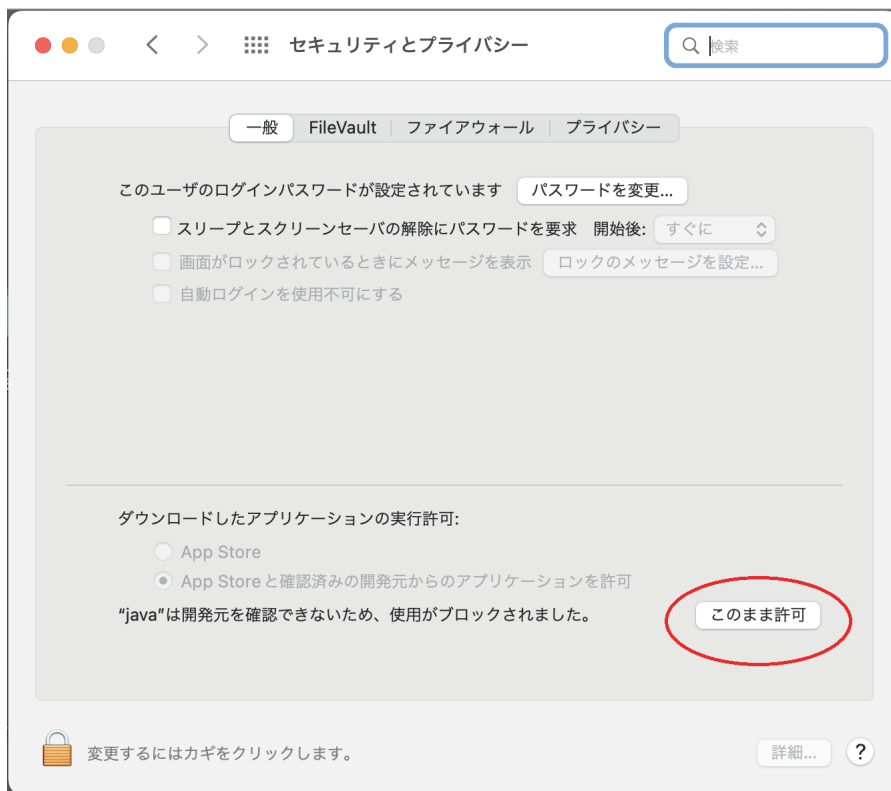 セキュリティとプライバシー
検索
一般 FileVault ファイアウォール プライバシー
このユーザのログインパスワードが設定されています パスワードを変更...
スリープとスクリーンセーバの解除にパスワードを要求 開始後: すぐに
画面がロックされているときにメッセージを表示 ロックのメッセージを設定...
自動ログインを使用不可にする
ダウンロードしたアプリケーションの実行許可:
App Store
App Storeと確認済みの開発元からのアプリケーションを許可
“java”は開発元を確認できないため、使用がブロックされました。 このまま許可
変更するにはカギをクリックします。 詳細... ?